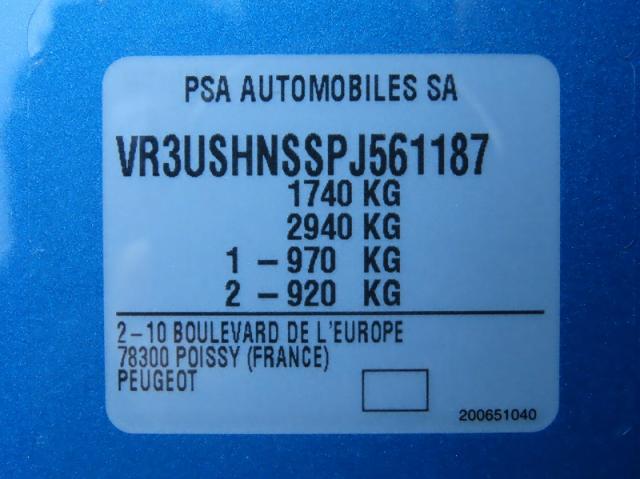 PSA AUTOMOBILES SA
VR3USHNSSPJ561187
1740 KG
2940 KG
1 – 970 KG
2 – 920 KG
2–10 BOULEVARD DE L'EUROPE
78300 POISSY (FRANCE)
PEUGEOT
200651040